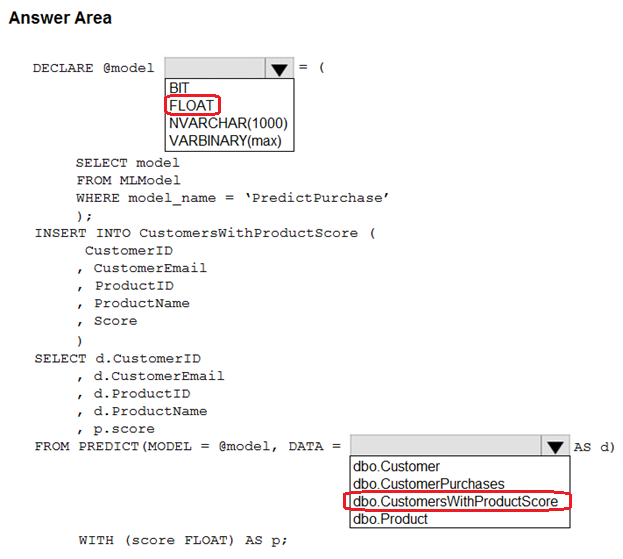 Answer Area
DECLARE @model = (
BIT
FLOAT
NVARCHAR(1000)
VARBINARY(max)
SELECT model
FROM MLModel
WHERE model_name = ‘PredictPurchase’
);
INSERT INTO CustomersWithProductScore (
CustomerID
, CustomerEmail
, ProductID
, ProductName
, Score
)
SELECT d.CustomerID
, d.CustomerEmail
, d.ProductID
, d.ProductName
, p.score
FROM PREDICT(MODEL = @model, DATA = AS d)
dbo.Customer
dbo.CustomerPurchases
dbo.CustomersWithProductScore
dbo.Product
WITH (score FLOAT) AS p;